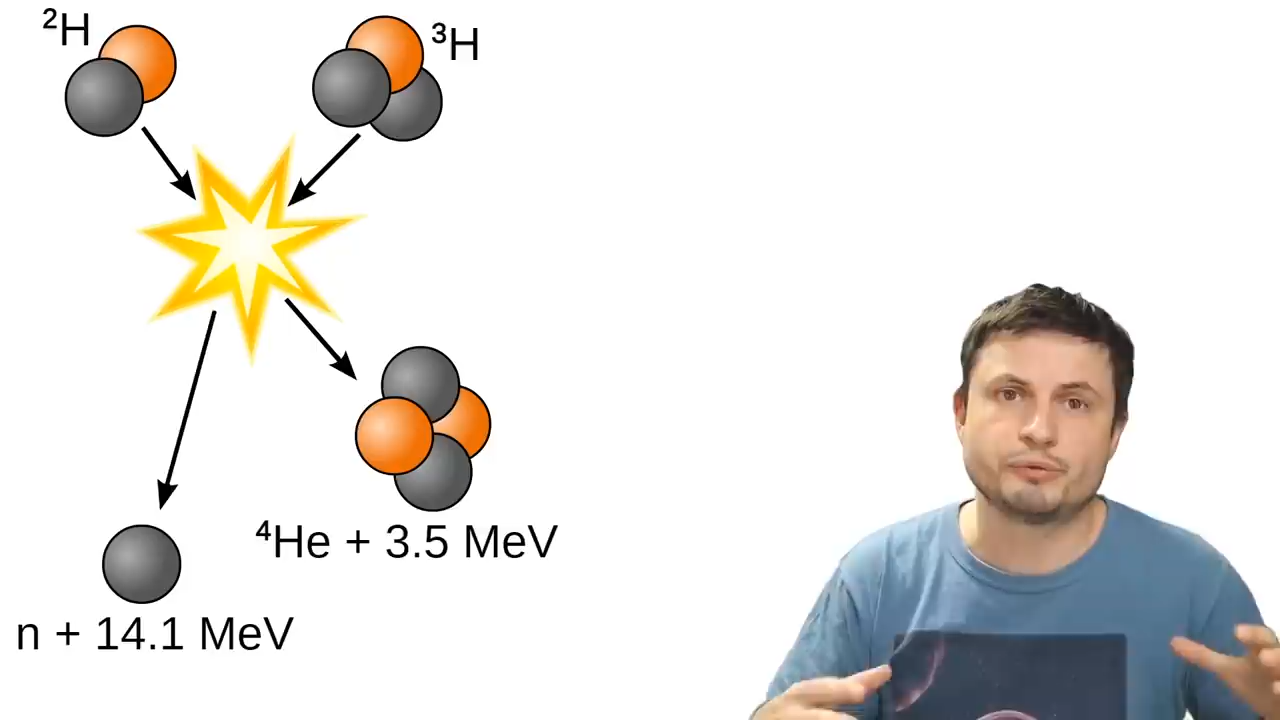 ²H
³H
⁴He + 3.5 MeV
n + 14.1 MeV